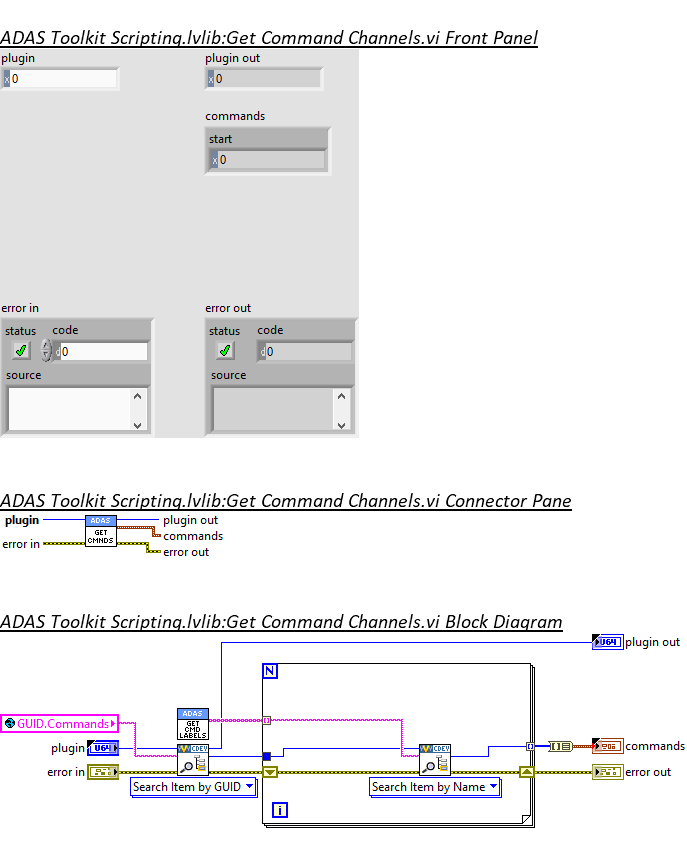 ADAS Toolkit Scripting.lvlib:Get Command Channels.vi Front Panel
plugin
plugin out
x 0
x 0
commands
start
x 0
error in
error out
status code
status code
d 0
d 0
source
source
ADAS Toolkit Scripting.lvlib:Get Command Channels.vi Connector Pane
plugin
ADAS
plugin out
GET
CMNDS
commands
error in
error out
ADAS Toolkit Scripting.lvlib:Get Command Channels.vi Block Diagram
U64
plugin out
N
GUID.Commands
ADAS
GET
CMD
LABELS
plugin
U64
CDEV
CDEV
commands
error in
error out
Search Item by GUID
Search Item by Name
i